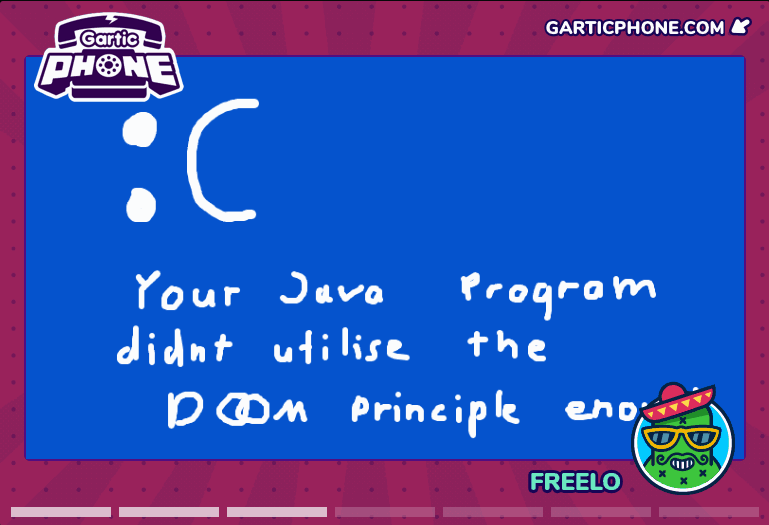 Gartic
PHONE
GARTICPHONE.COM
:(
Your Java Program
didnt utilise the
DOOM principle
FREELO